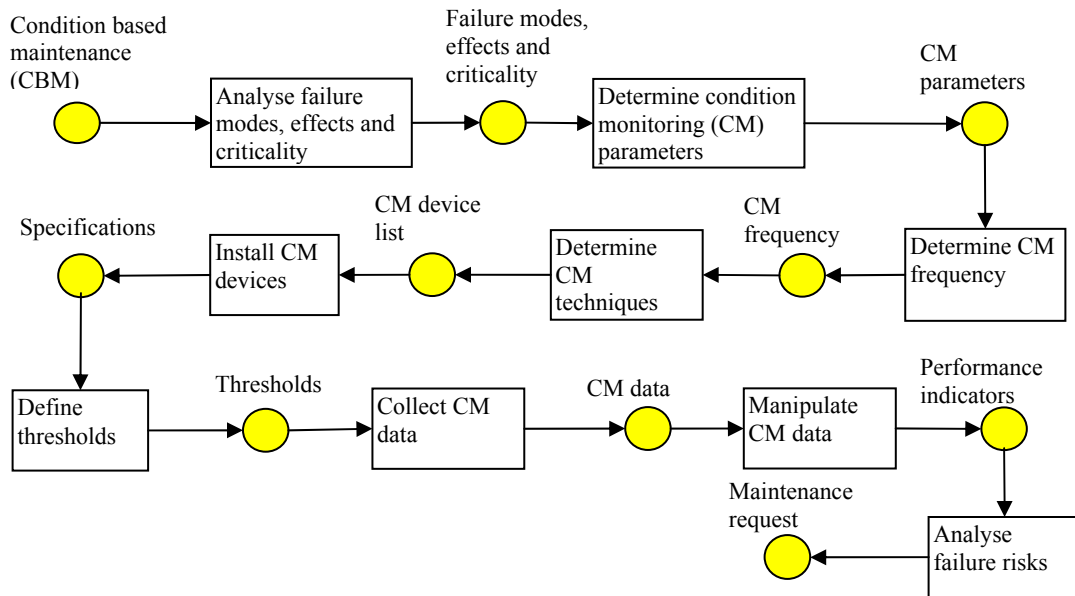 Condition based
maintenance
(CBM)
Analyse failure
modes, effects and
criticality
Failure modes,
effects and
criticality
Determine condition
monitoring (CM)
parameters
CM
parameters
Determine CM
frequency
CM
frequency
Determine
CM
techniques
CM device
list
Install CM
devices
Specifications
Define
thresholds
Thresholds
Collect CM
data
CM data
Manipulate
CM data
Performance
indicators
Analyse
failure risks
Maintenance
request